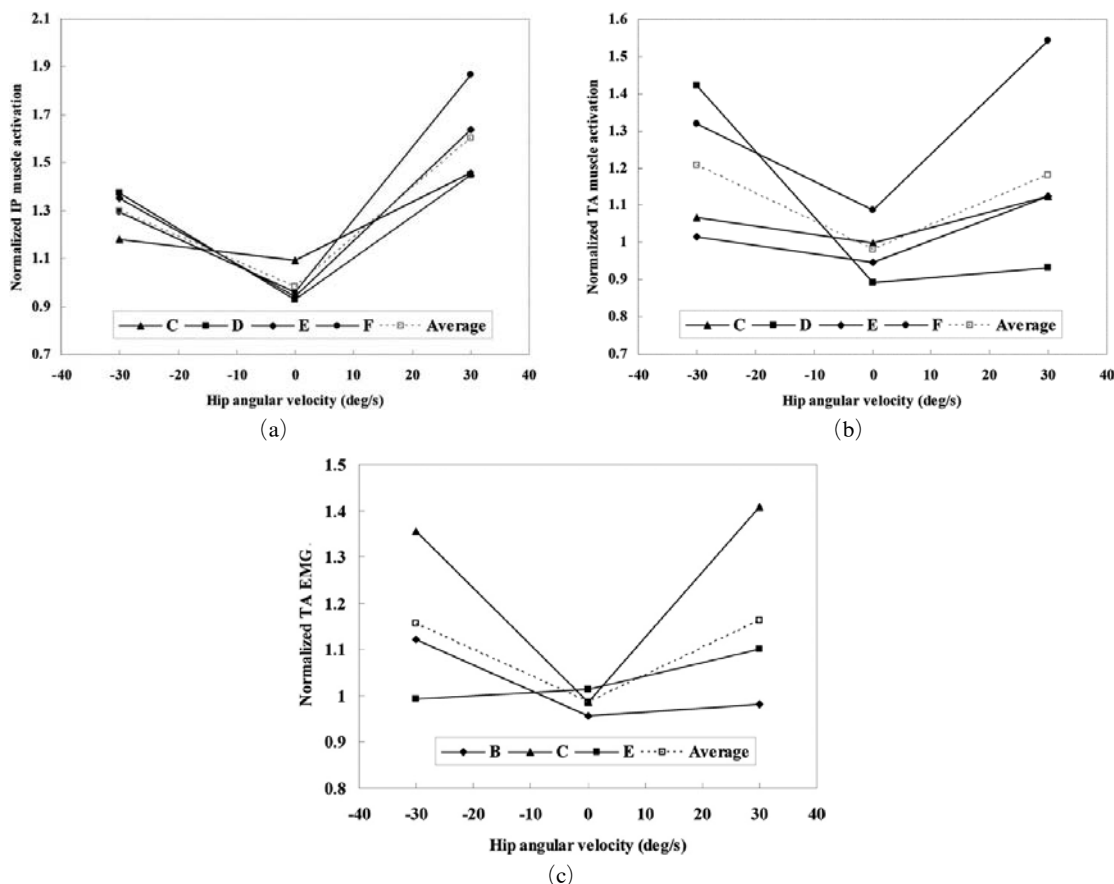 2.1
1.9
1.7
1.5
1.3
1.1
0.9
0.7
Normalized IP muscle activation
C D E F Average
-40 -30 -20 -10 0 10 20 30 40
Hip angular velocity (deg/s)
(a)
1.6
1.5
1.4
1.3
1.2
1.1
1
0.9
0.8
0.7
Normalized TA muscle activation
C D E F Average
-40 -30 -20 -10 0 10 20 30 40
Hip angular velocity (deg/s)
(b)
1.5
1.4
1.3
1.2
1.1
1
0.9
0.8
Normalized TA EMG
B C E Average
-40 -30 -20 -10 0 10 20 30 40
Hip angular velocity (deg/s)
(c)